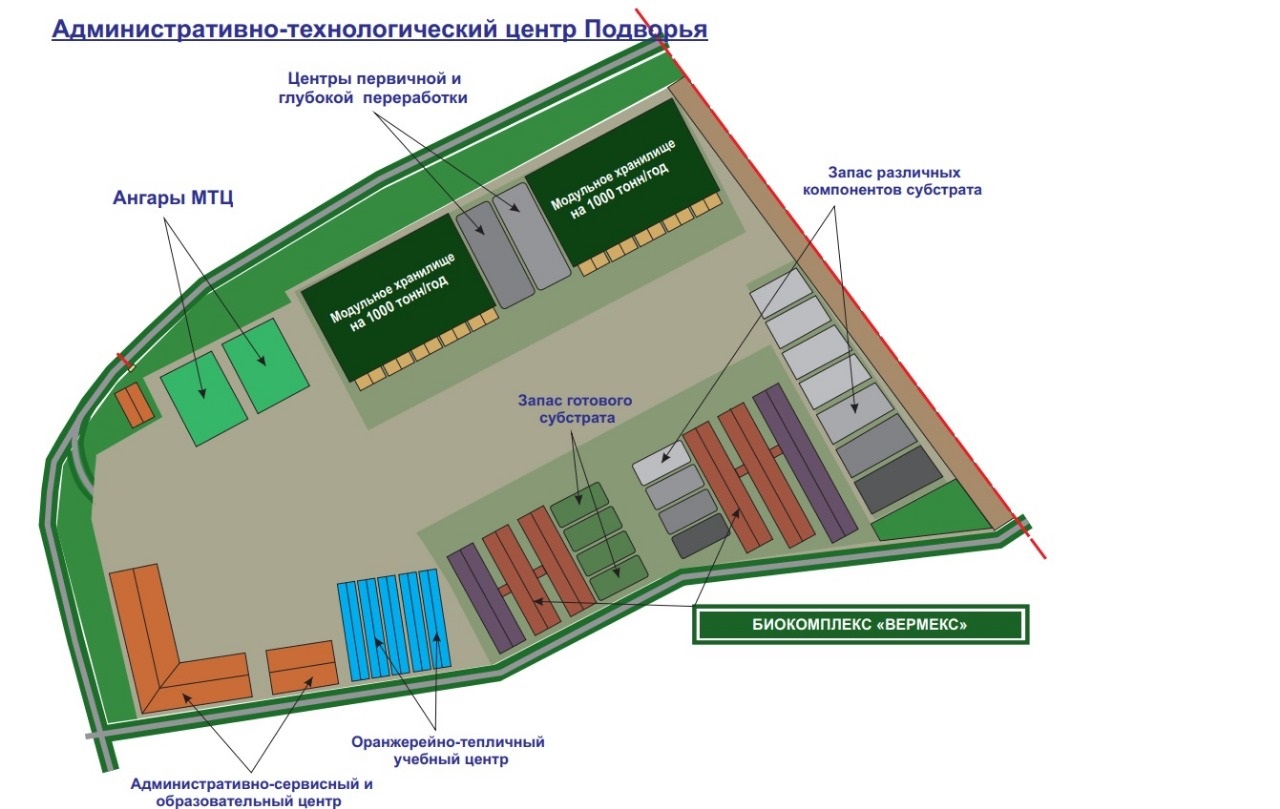 Административно-технологический центр Подворья
Центры первичной и
глубокой переработки
Ангары МТЦ
Модульное хранилище
на 1000 тонн/год
Модульное хранилище
на 1000 тонн/год
Запас различных
компонентов субстрата
Запас готового
субстрата
БИОКОМПЛЕКС «ВЕРМЕКС»
Оранжерейно-тепличный
учебный центр
Административно-сервисный и
образовательный центр